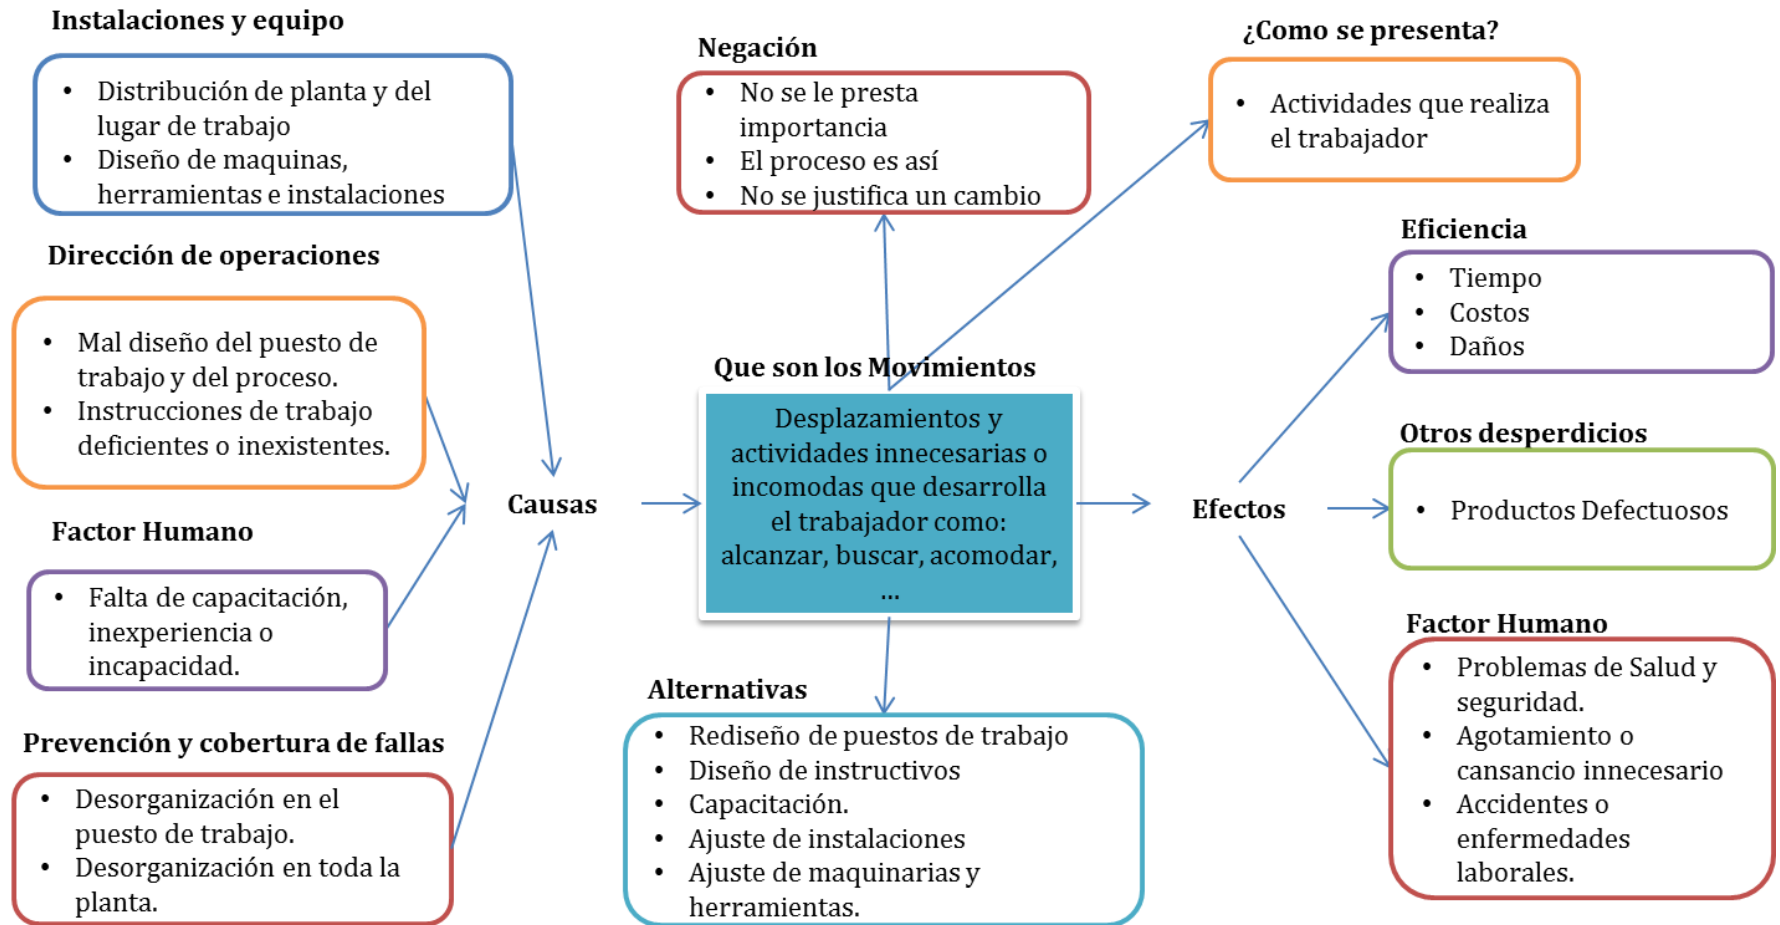 Instalaciones y equipo
• Distribución de planta y del
lugar de trabajo
• Diseño de maquinas,
herramientas e instalaciones
Dirección de operaciones
• Mal diseño del puesto de
trabajo y del proceso.
• Instrucciones de trabajo
deficientes o inexistentes.
Factor Humano
• Falta de capacitación,
inexperiencia o
incapacidad.
Prevención y cobertura de fallas
• Desorganización en el
puesto de trabajo.
• Desorganización en toda la
planta.
Causas
Negación
• No se le presta
importancia
• El proceso es así
• No se justifica un cambio
Que son los Movimientos
Desplazamientos y
actividades innecesarias o
incomodas que desarrolla
el trabajador como:
alcanzar, buscar, acomodar,
...
Alternativas
• Rediseño de puestos de trabajo
• Diseño de instructivos
• Capacitación.
• Ajuste de instalaciones
• Ajuste de maquinarias y
herramientas.
¿Como se presenta?
• Actividades que realiza
el trabajador
Efectos
Eficiencia
• Tiempo
• Costos
• Daños
Otros desperdicios
• Productos Defectuosos
Factor Humano
• Problemas de Salud y
seguridad.
• Agotamiento o
cansancio innecesario
• Accidentes o
enfermedades
laborales.